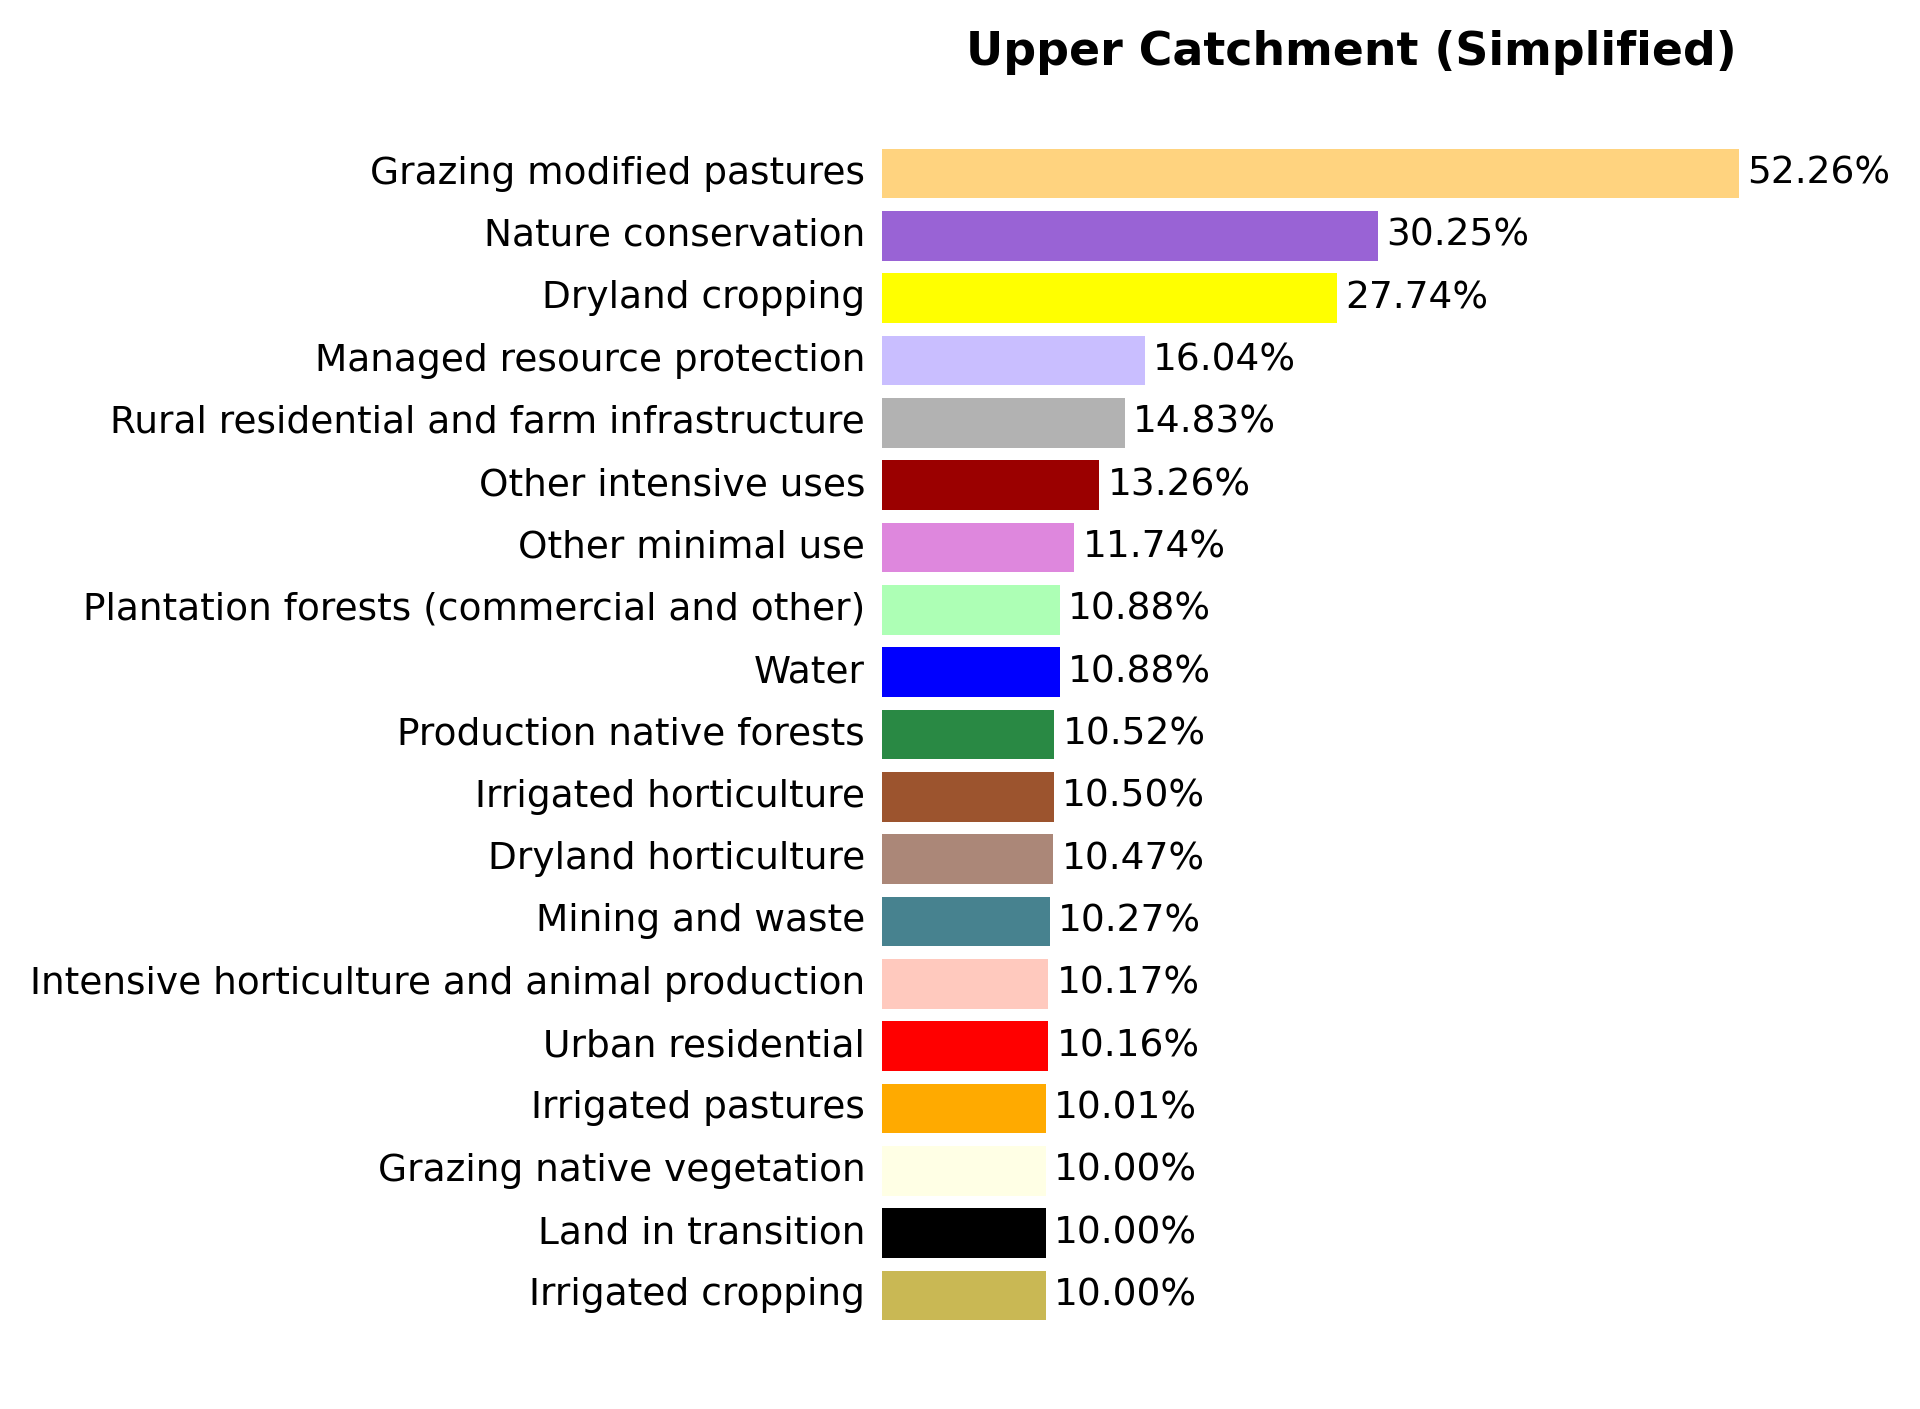 Upper Catchment (Simplified)
Grazing modified pastures 52.26%
Nature conservation 30.25%
Dryland cropping 27.74%
Managed resource protection 16.04%
Rural residential and farm infrastructure 14.83%
Other intensive uses 13.26%
Other minimal use 11.74%
Plantation forests (commercial and other) 10.88%
Water 10.88%
Production native forests 10.52%
Irrigated horticulture 10.50%
Dryland horticulture 10.47%
Mining and waste 10.27%
Intensive horticulture and animal production 10.17%
Urban residential 10.16%
Irrigated pastures 10.01%
Grazing native vegetation 10.00%
Land in transition 10.00%
Irrigated cropping 10.00%